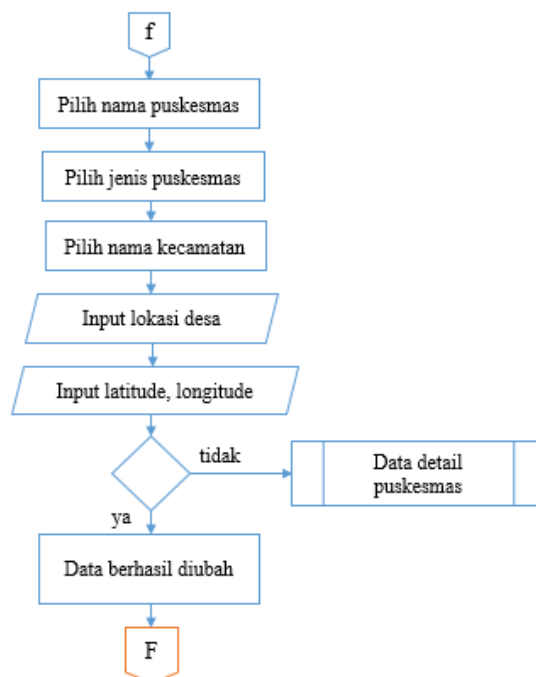 f
Pilih nama puskesmas
Pilih jenis puskesmas
Pilih nama kecamatan
Input lokasi desa
Input latitude, longitude
tidak
Data detail
puskesmas
ya
Data berhasil diubah
F